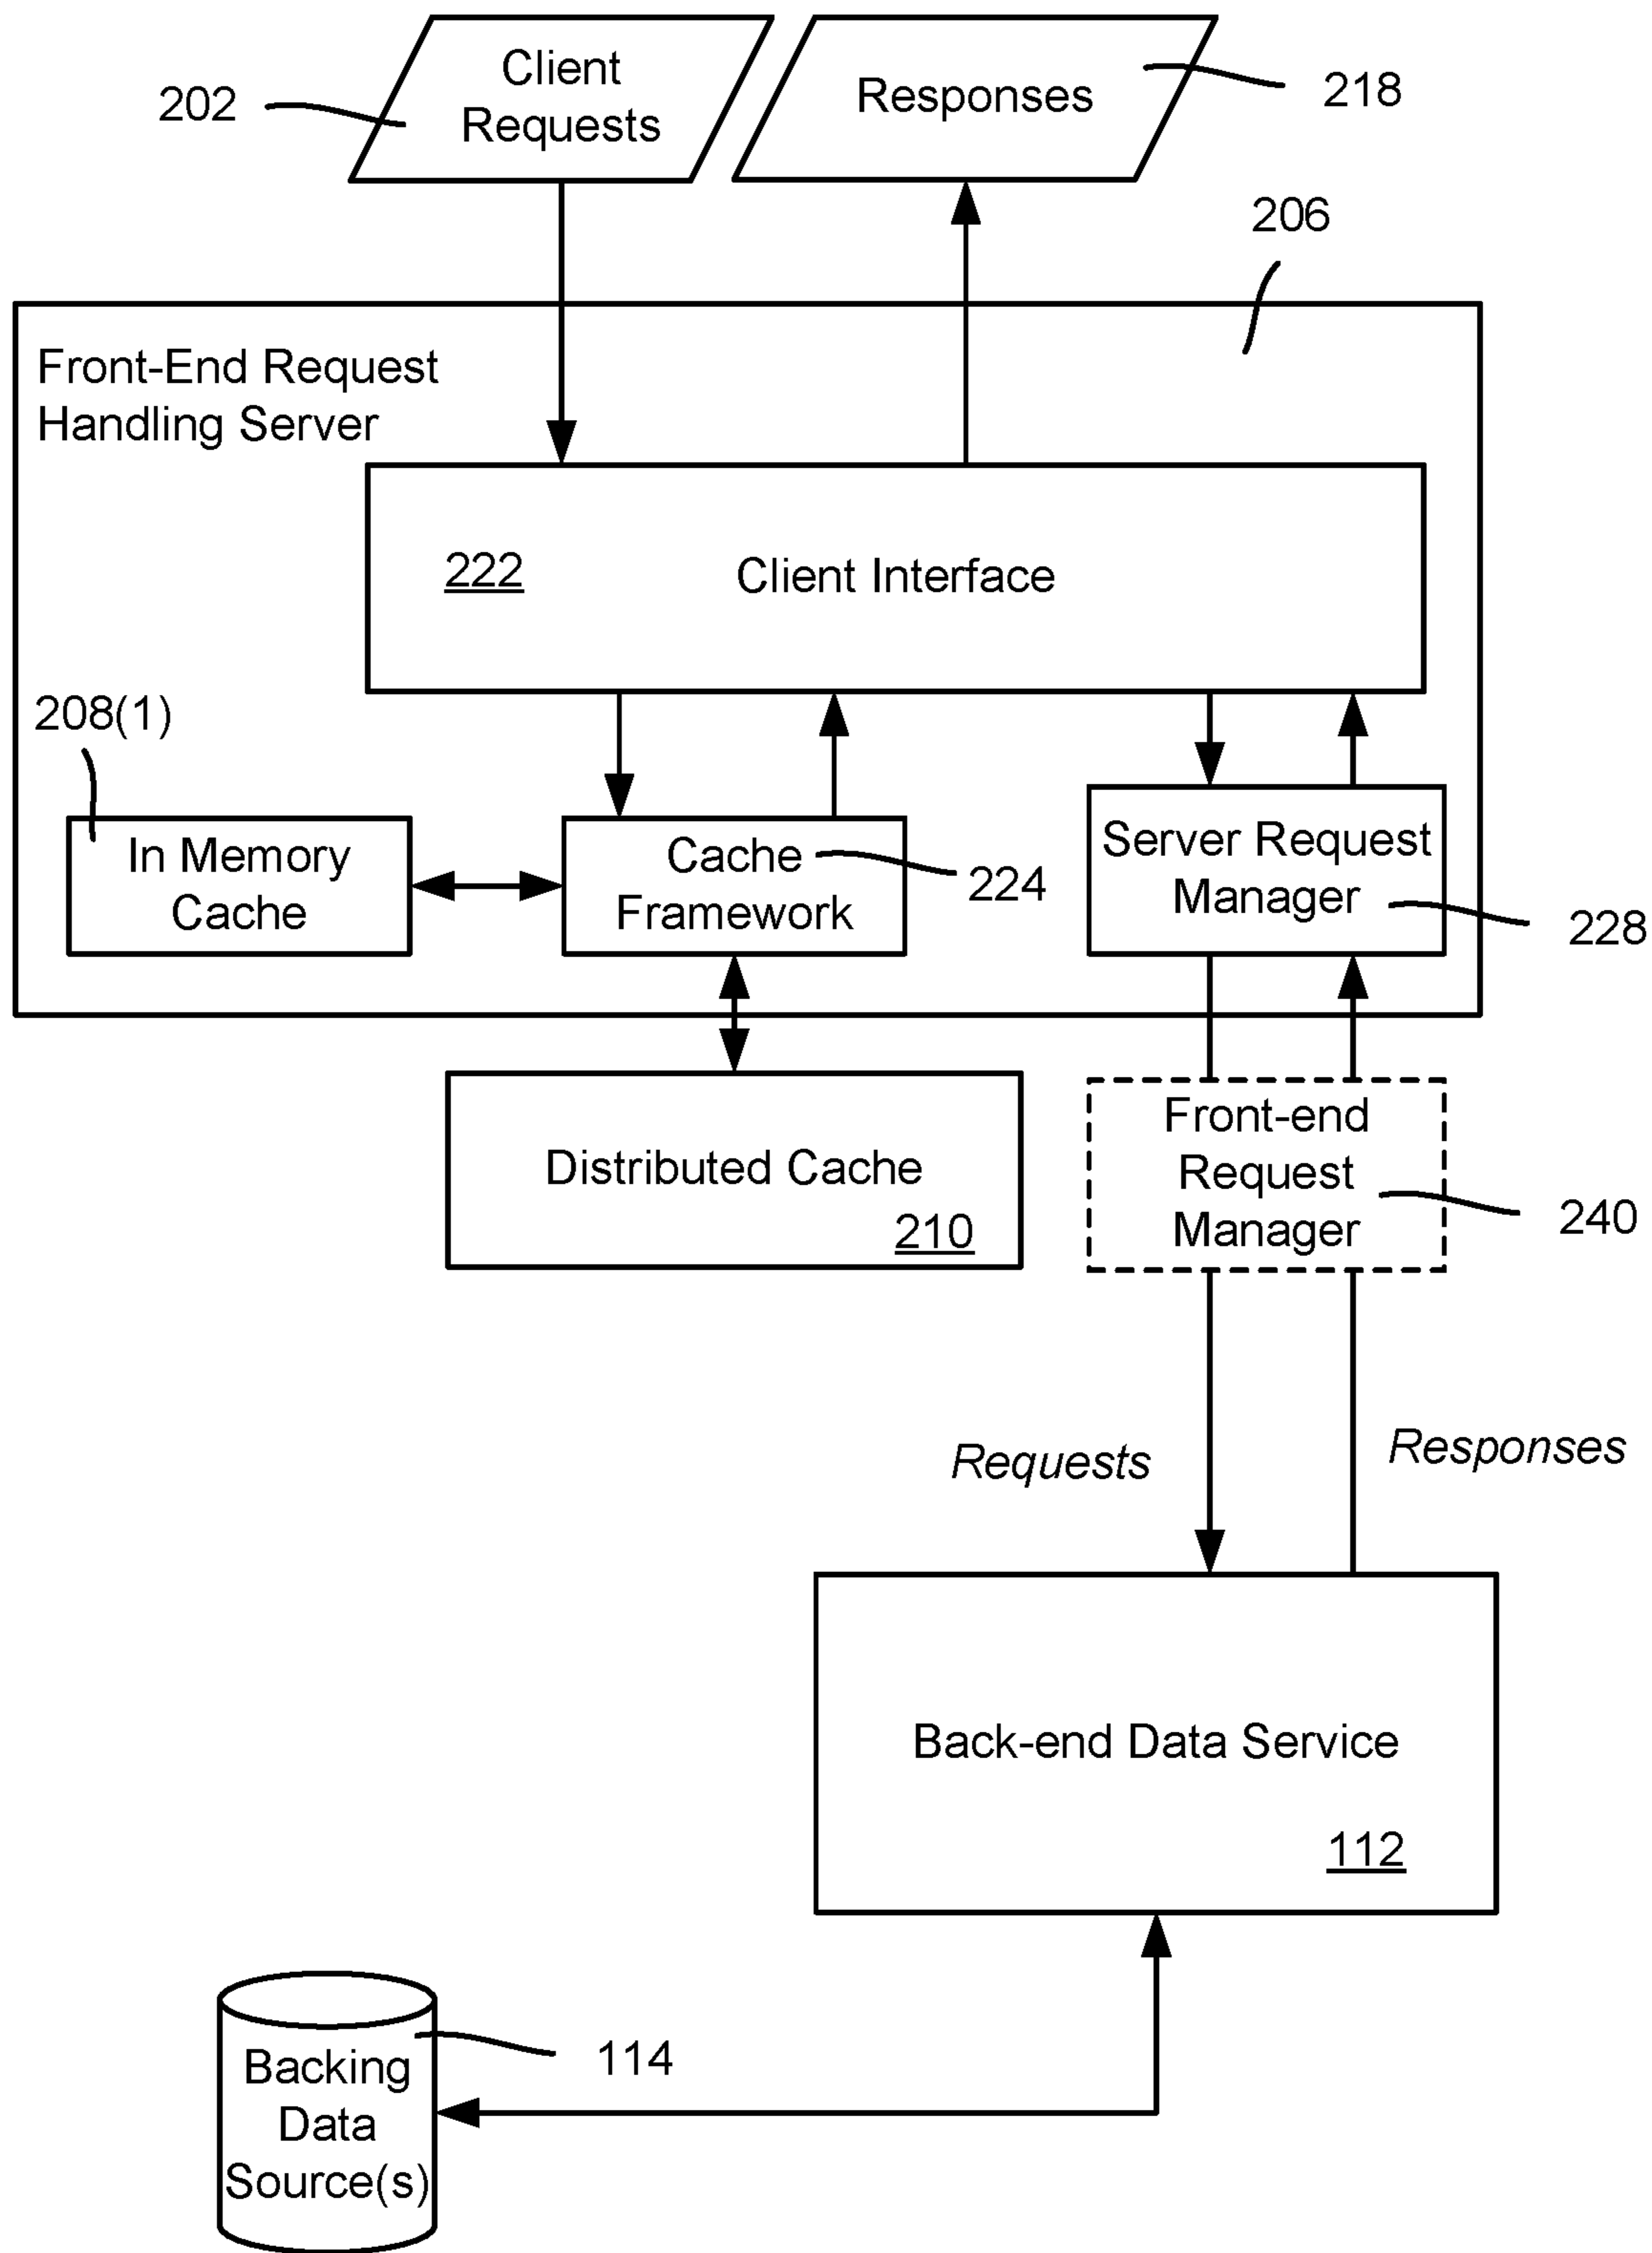 Client
Requests
202
Responses
218
206
Front-End Request
Handling Server
222
Client Interface
208(1)
In Memory
Cache
Cache
Framework
224
Server Request
Manager
228
Distributed Cache
210
Front-end
Request
Manager
240
Requests
Responses
Back-end Data Service
112
114
Backing
Data
Source(s)